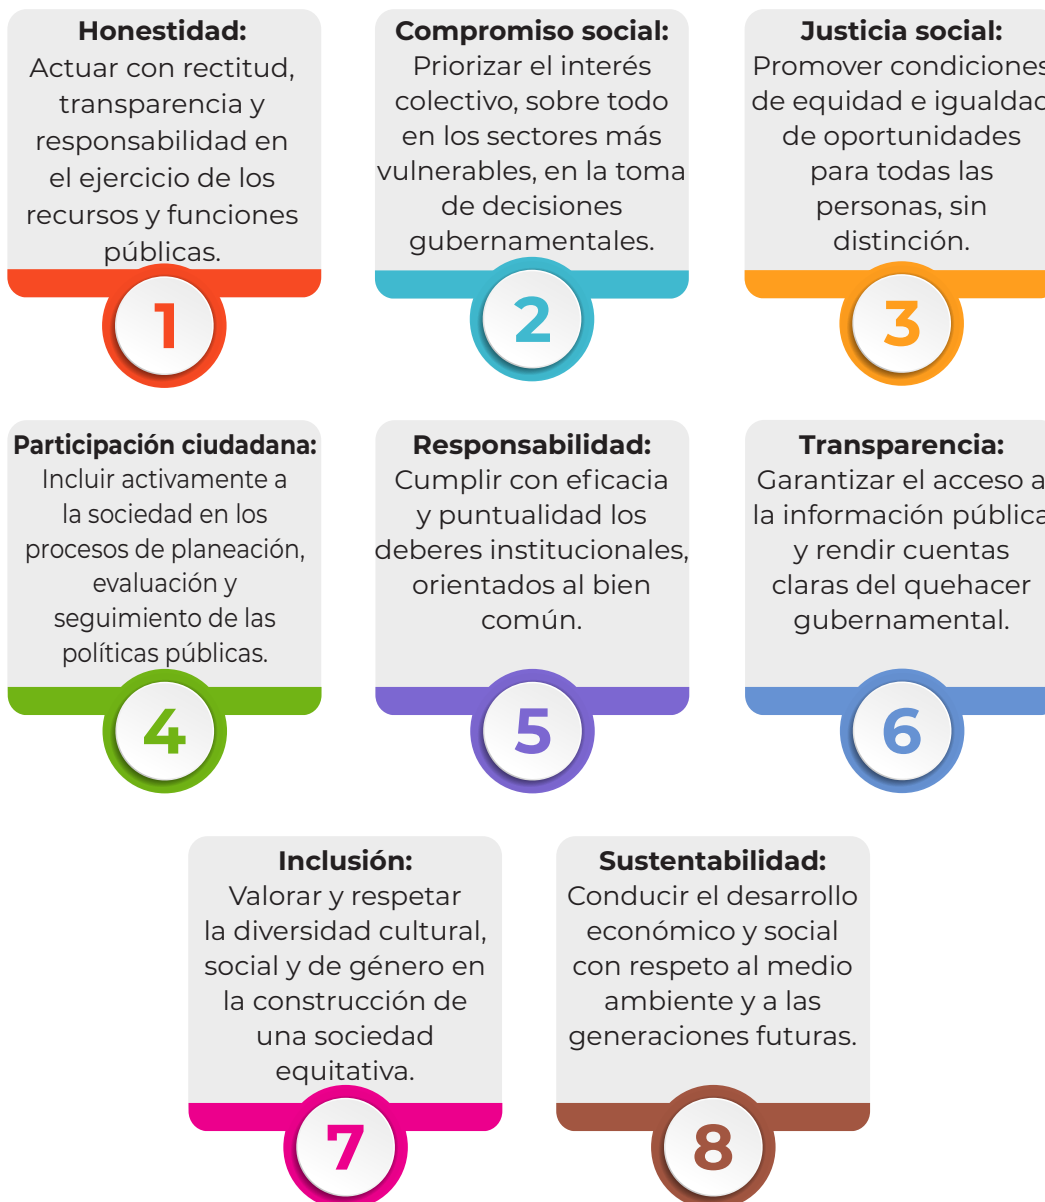 Honestidad:
Actuar con rectitud,
transparencia y
responsabilidad en
el ejercicio de los
recursos y funciones
públicas.
1
Compromiso social:
Priorizar el interés
colectivo, sobre todo
en los sectores más
vulnerables, en la toma
de decisiones
gubernamentales.
2
Justicia social:
Promover condiciones
de equidad e igualdad
de oportunidades
para todas las
personas, sin
distinción.
3
Participación ciudadana:
Incluir activamente a
la sociedad en los
procesos de planeación,
evaluación y
seguimiento de las
políticas públicas.
4
Responsabilidad:
Cumplir con eficacia
y puntualidad los
deberes institucionales,
orientados al bien
común.
5
Transparencia:
Garantizar el acceso a
la información pública
y rendir cuentas
claras del quehacer
gubernamental.
6
Inclusión:
Valorar y respetar
la diversidad cultural,
social y de género en
la construcción de
una sociedad
equitativa.
7
Sustentabilidad:
Conducir el desarrollo
económico y social
con respeto al medio
ambiente y a las
generaciones futuras.
8